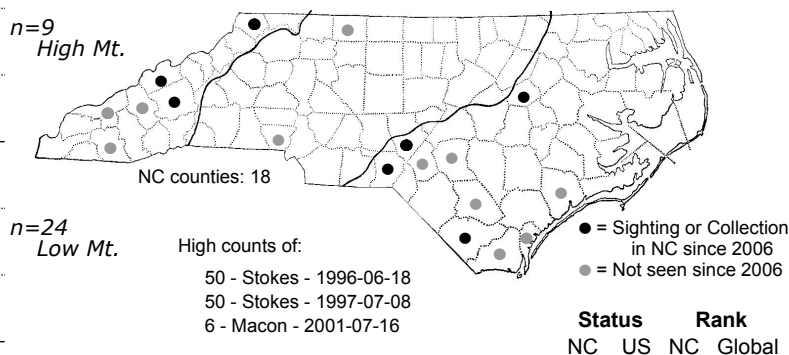 n=9
High Mt.
NC counties: 18
n=24
Low Mt.
High counts of:
50 - Stokes - 1996-06-18
50 - Stokes - 1997-07-08
6 - Macon - 2001-07-16
● = Sighting or Collection
in NC since 2006
● = Not seen since 2006
Status Rank
NC US NC Global